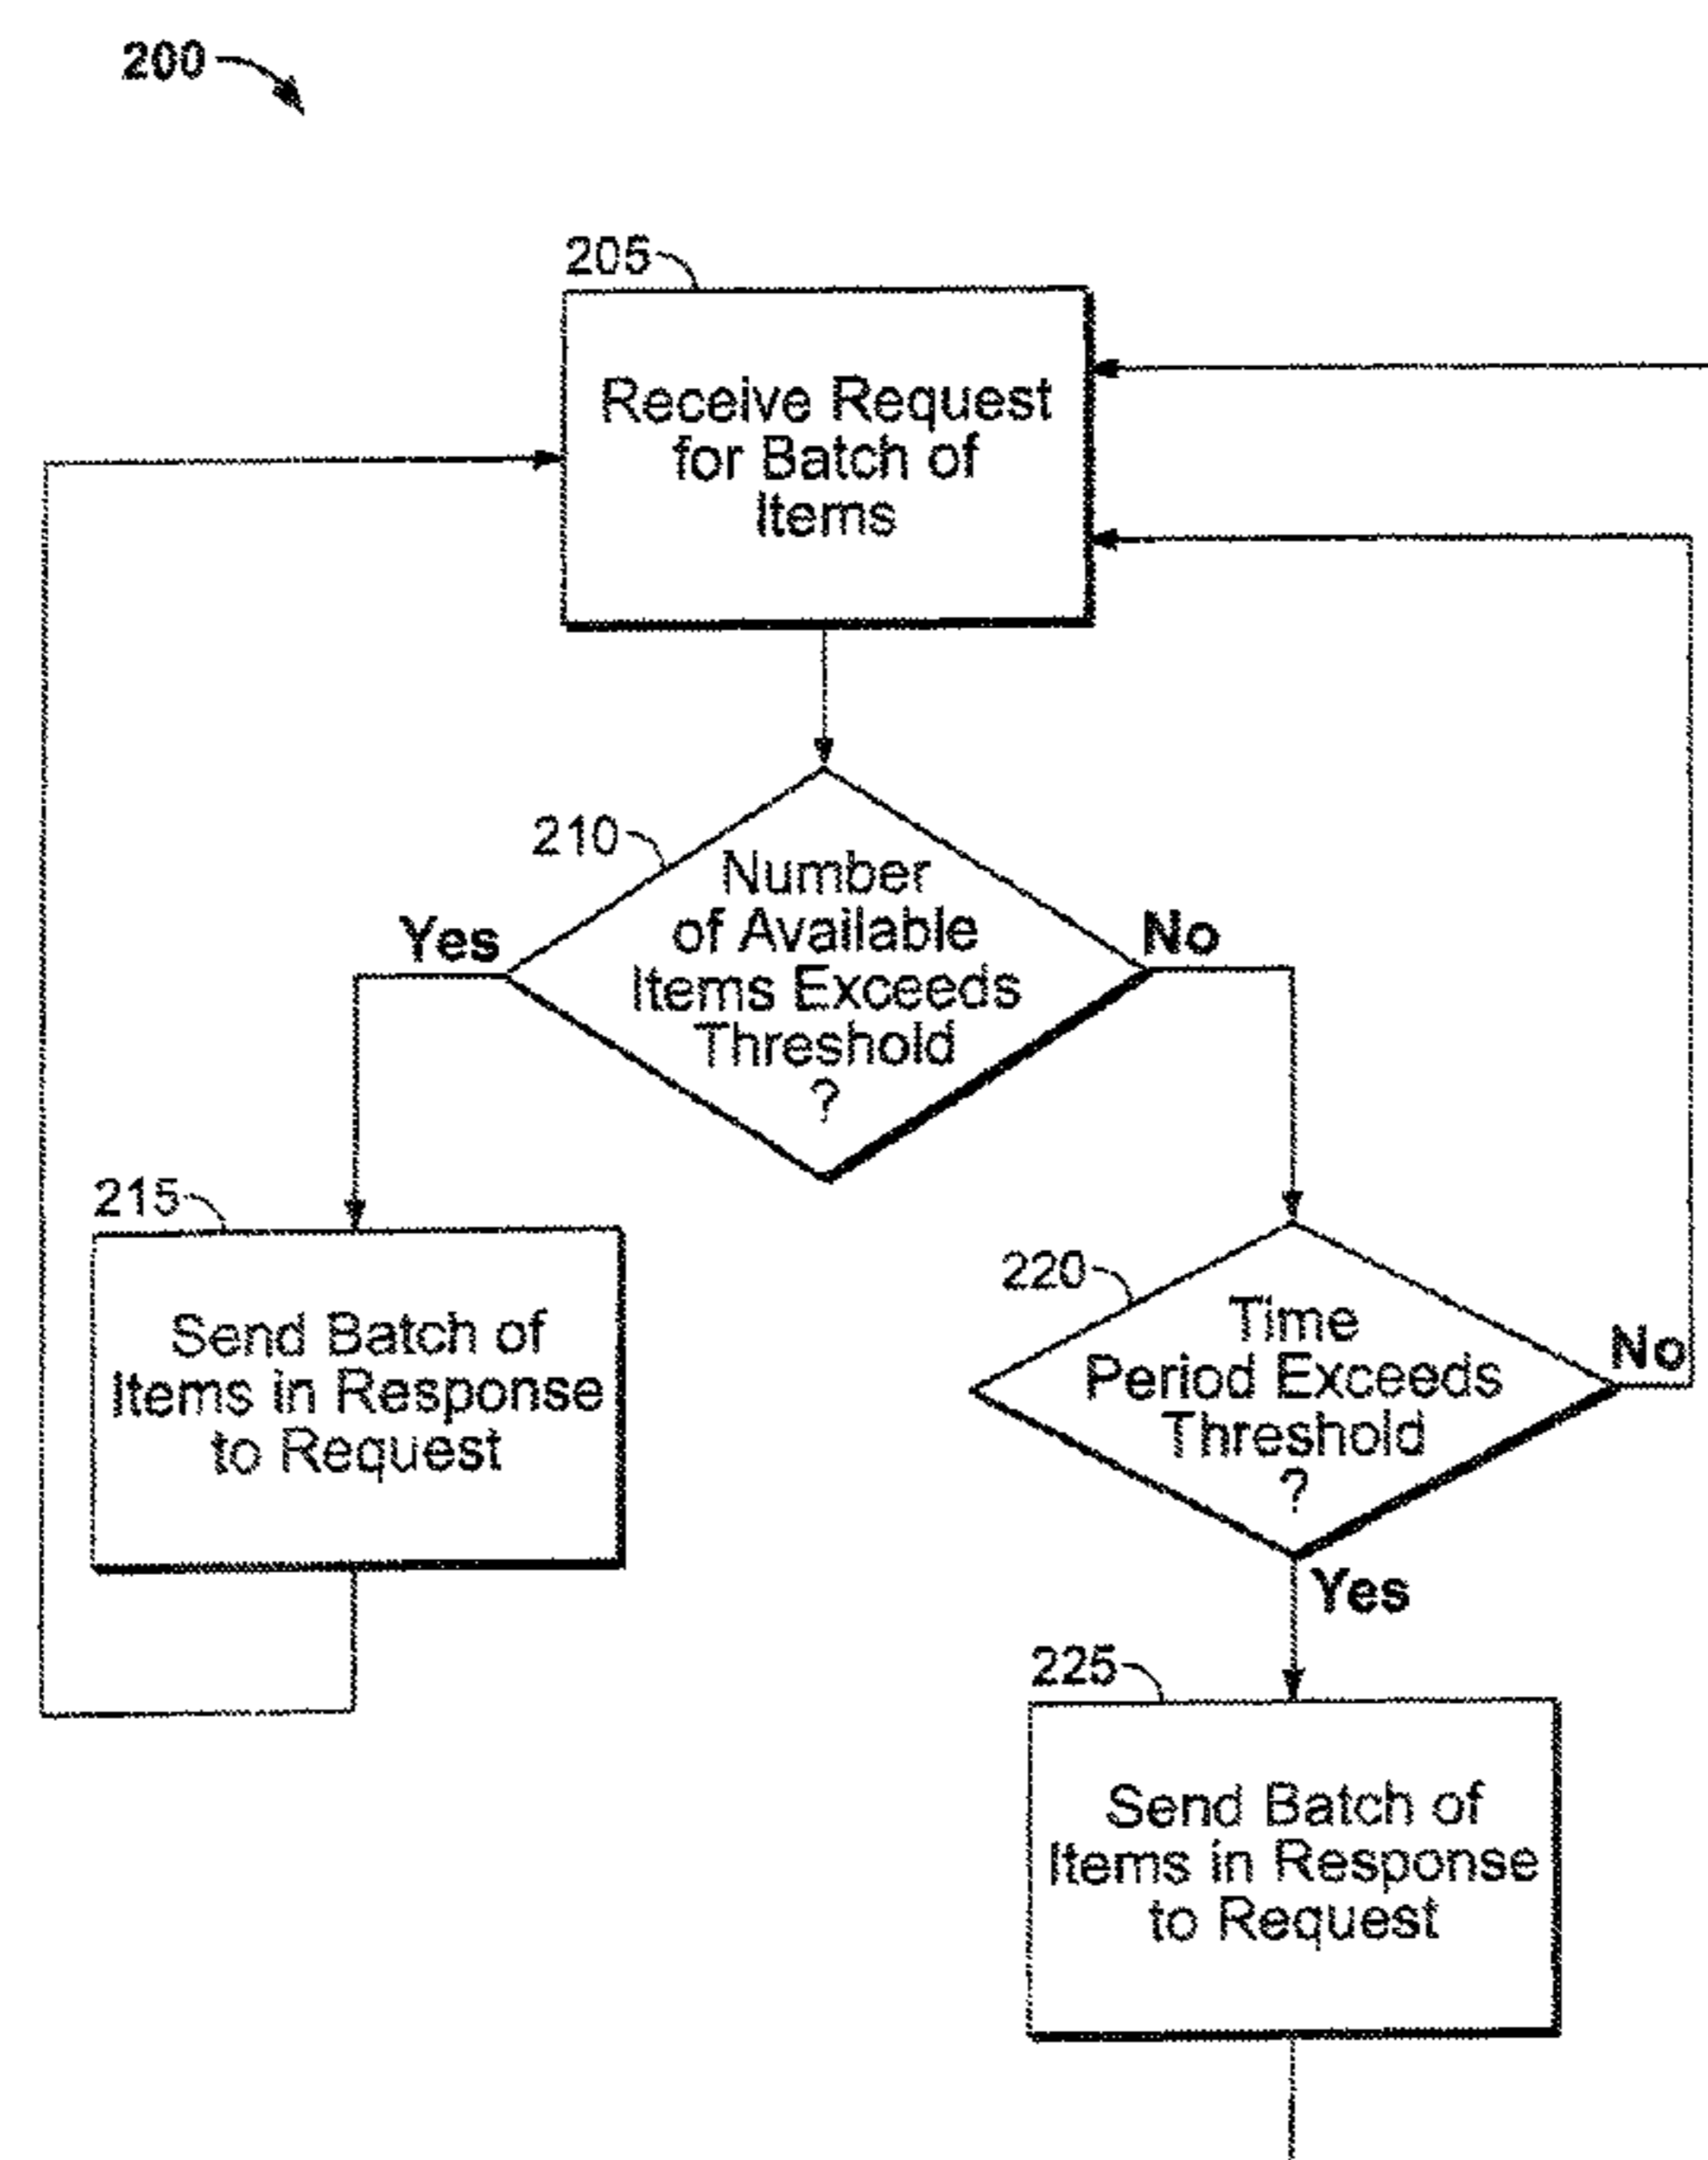 200
205
Receive Request
for Batch of
Items
210
Number
of Available
Items Exceeds
Threshold
?
Yes
No
215
Send Batch of
Items in Response
to Request
220
Time
Period Exceeds
Threshold
?
No
Yes
225
Send Batch of
Items in Response
to Request